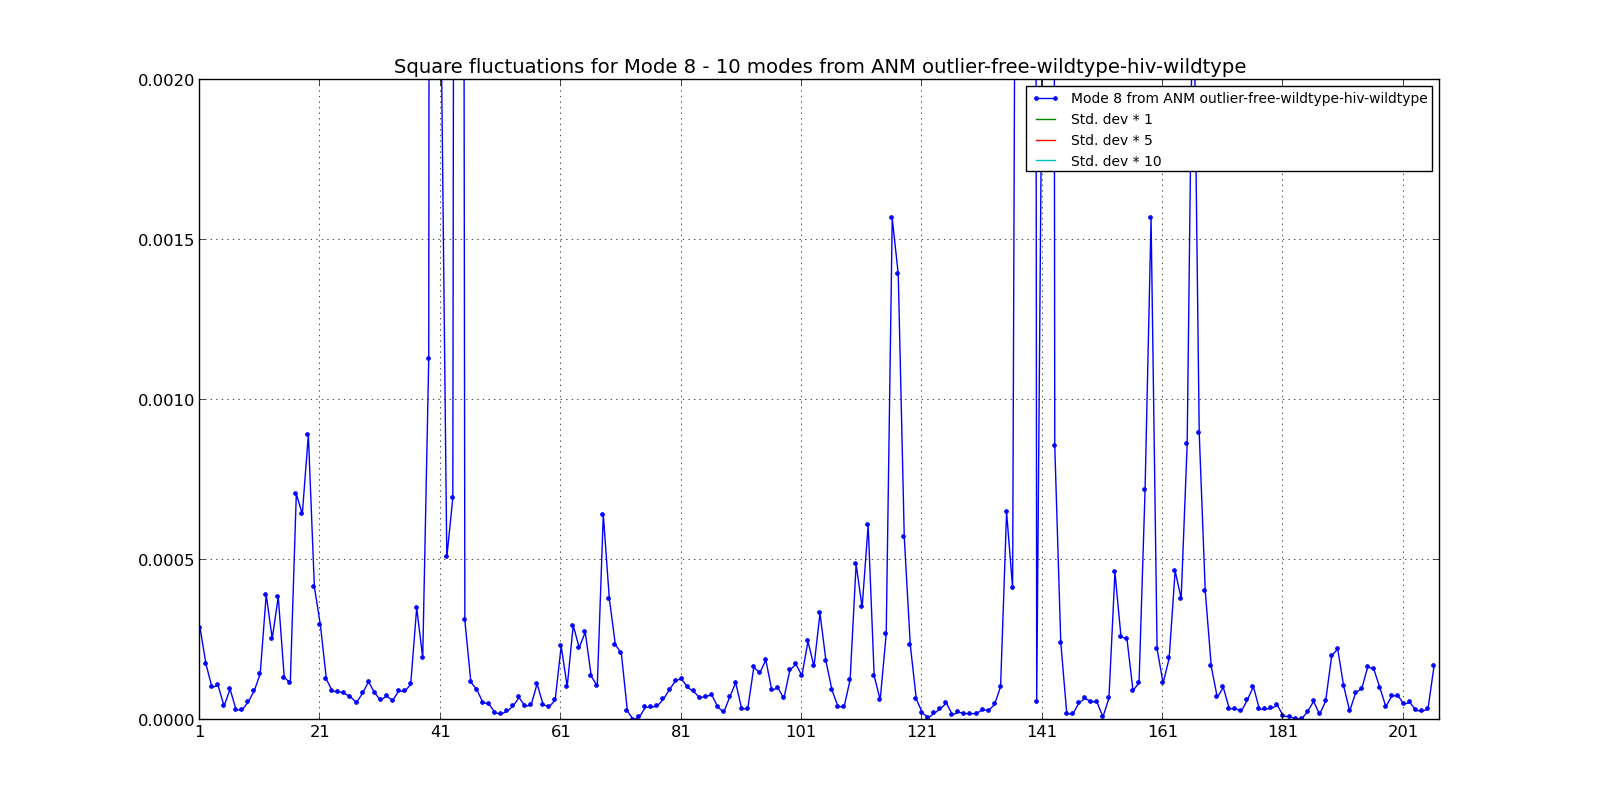 Square fluctuations for Mode 8 - 10 modes from ANM outlier-free-wildtype-hiv-wildtype
0.0020
0.0015
0.0010
0.0005
0.0000
Mode 8 from ANM outlier-free-wildtype-hiv-wildtype
Std. dev * 1
Std. dev * 5
Std. dev * 10
1 21 41 61 81 101 121 141 161 181 201